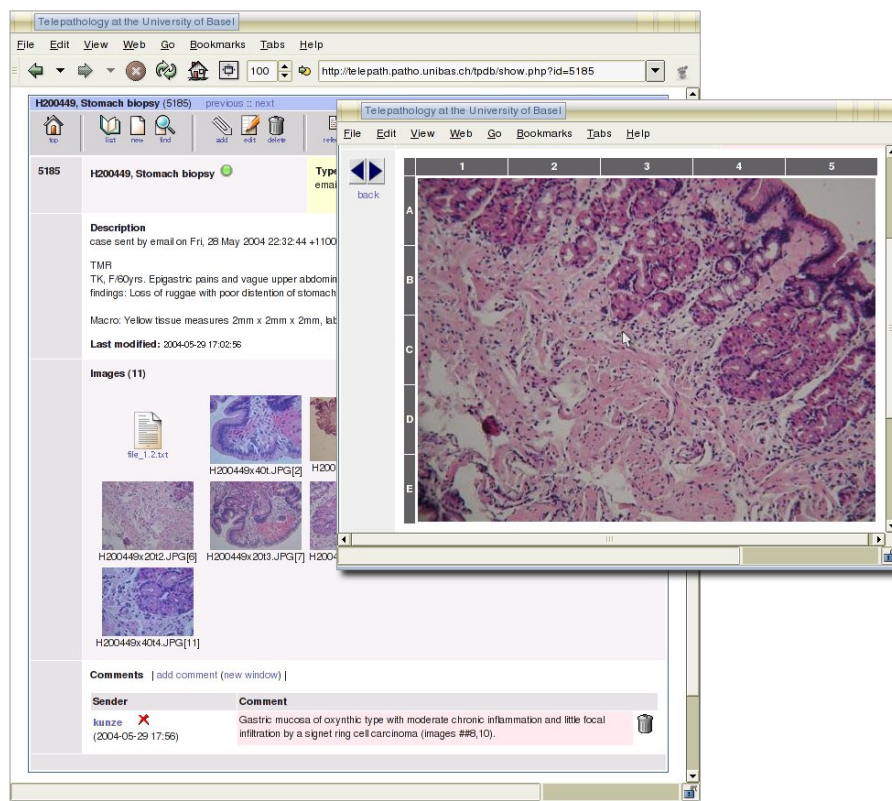 Telepathology at the University of Basel
File Edit View Web Go Bookmarks Tabs Help
100 http://telepath.patho.unibas.ch/tpdb/show.php?id=5185
H200449, Stomach biopsy (5185) previous :: next
top list new find add edit delete
5185 H200449, Stomach biopsy
Description
case sent by email on Fri, 28 May 2004 22:32:44 +1100
TMR
TK, F/60yrs. Epigastric pains and vague upper
findings: Loss of ruggae with poor distention of stomach
Macro: Yellow tissue measures 2mm x 2mm x 2mm,
Last modified: 2004-05-29 17:02:56
Images (11)
file_1.2.txt
H200449x40t.JPG[2]
H200449x20t2.JPG[6] H200449x20t3.JPG[7]
H200449x40t4.JPG[11]
Comments | add comment (new window) |
Sender Comment
kunze
(2004-05-29 17:56)
Gastric mucosa of oxynthic type with moderate chronic inflammation and little focal
infiltration by a signet ring cell carcinoma (images ##8,10).
Telepathology at the University of Basel
File Edit View Web Go Bookmarks Tabs Help
back
1 2 3 4 5
A
B
C
D
E